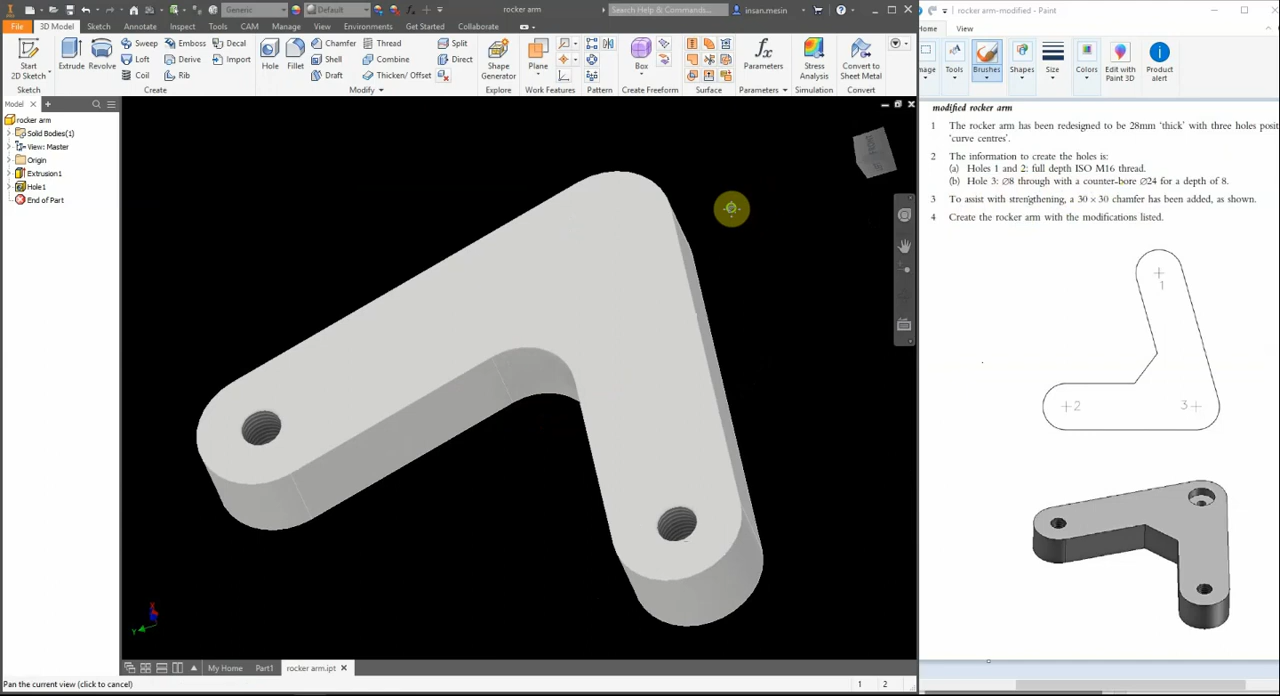 Generic
Default
rocker arm
Search Help & Commands...
insan.mesin
rocker arm-modified - Paint
File 3D Model Sketch Annotate Inspect Tools CAM Manage View Environments Get Started Collaborate
Home View
Start
2D Sketch
Extrude
Revolve
Sweep
Loft
Coil
Emboss
Derive
Rib
Decal
Import
Hole
Fillet
Chamfer
Shell
Draft
Thread
Combine
Thicken/ Offset
Split
Direct
Shape
Generator
Plane
Box
Parameters
Stress
Analysis
Convert to
Sheet Metal
Sketch Create Modify Explore Work Features Pattern Create Freeform Surface Parameters Simulation Convert
Tools
Brushes
Shapes
Size
Colors
Edit with
Paint 3D
Product
alert
Model
rocker arm
Solid Bodies(1)
View: Master
Origin
Extrusion1
Hole1
End of Part
modified rocker arm
1 The rocker arm has been redesigned to be 28mm 'thick' with three holes posit
'curve centres'.
2 The information to create the holes is:
(a) Holes 1 and 2: full depth ISO M16 thread.
(b) Hole 3: ∅8 through with a counter-bore ∅24 for a depth of 8.
3 To assist with strengthening, a 30 × 30 chamfer has been added, as shown.
4 Create the rocker arm with the modifications listed.
1
2
3
X
Y
My Home Part1 rocker arm.ipt
Pan the current view (click to cancel)
1 2